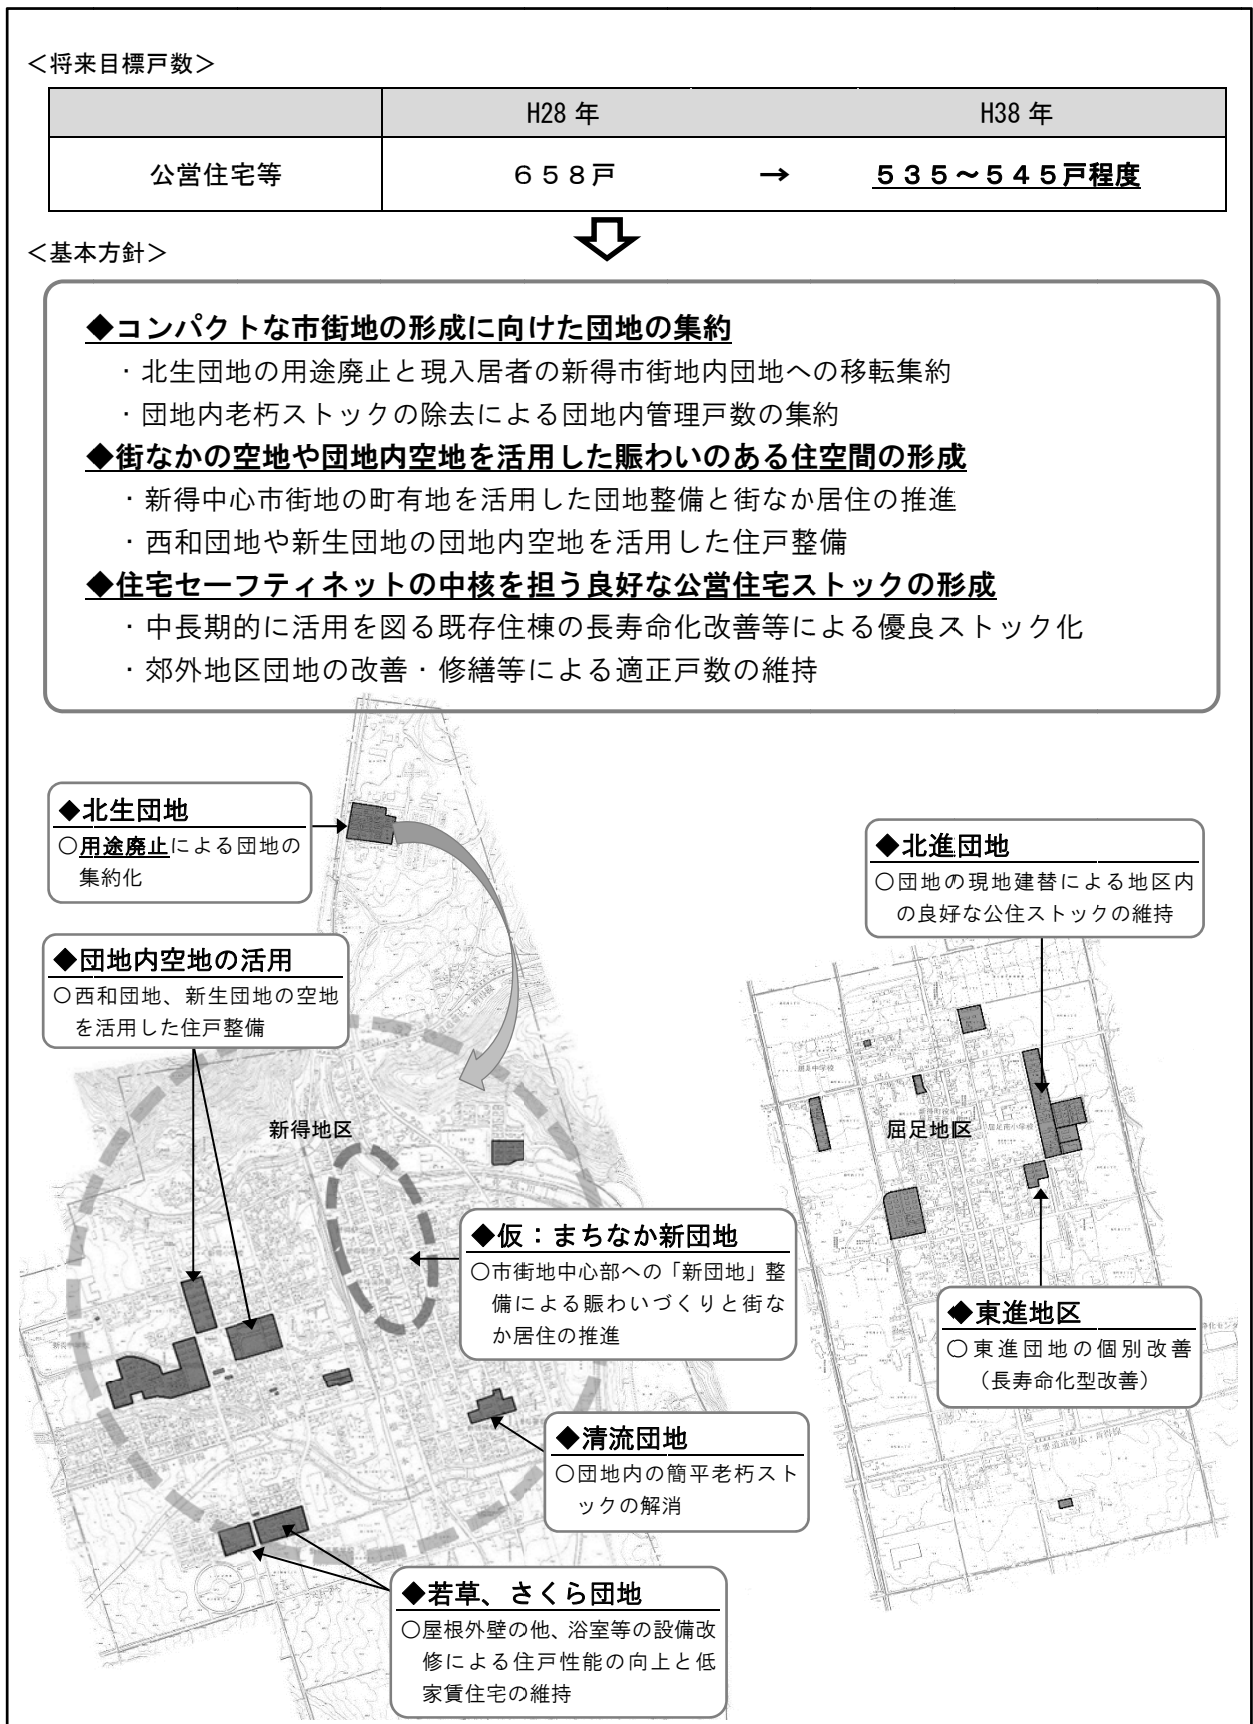 ＜将来目標戸数＞
H28 年 H38 年
公営住宅等 ６５８戸 → ５３５～５４５戸程度
＜基本方針＞
◆コンパクトな市街地の形成に向けた団地の集約
・北生団地の用途廃止と現入居者の新得市街地内団地への移転集約
・団地内老朽ストックの除去による団地内管理戸数の集約
◆街なかの空地や団地内空地を活用した賑わいのある住空間の形成
・新得中心市街地の町有地を活用した団地整備と街なか居住の推進
・西和団地や新生団地の団地内空地を活用した住戸整備
◆住宅セーフティネットの中核を担う良好な公営住宅ストックの形成
・中長期的に活用を図る既存住棟の長寿命化改善等による優良ストック化
・郊外地区団地の改善・修繕等による適正戸数の維持
◆北生団地
○用途廃止による団地の
集約化
◆北進団地
○団地の現地建替による地区内
の良好な公住ストックの維持
◆団地内空地の活用
○西和団地、新生団地の空地
を活用した住戸整備
新得地区
屈足地区
屈足中学校
屈足南小学校
◆仮：まちなか新団地
○市街地中心部への「新団地」整
備による賑わいづくりと街な
か居住の推進
◆東進地区
○東進団地の個別改善
（長寿命化型改善）
◆清流団地
○団地内の簡平老朽スト
ックの解消
◆若草、さくら団地
○屋根外壁の他、浴室等の設備改
修による住戸性能の向上と低
家賃住宅の維持